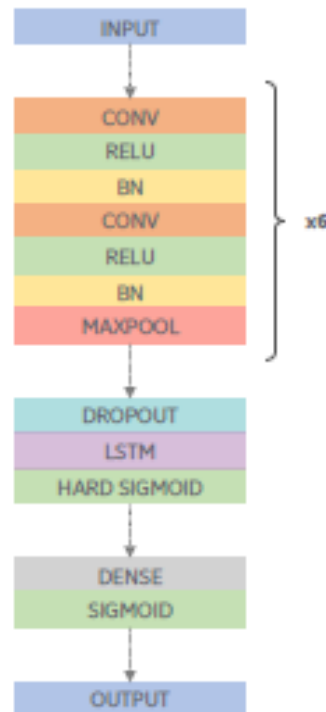 INPUT
CONV
RELU
BN
CONV
RELU
BN
MAXPOOL
x6
DROPOUT
LSTM
HARD SIGMOID
DENSE
SIGMOID
OUTPUT